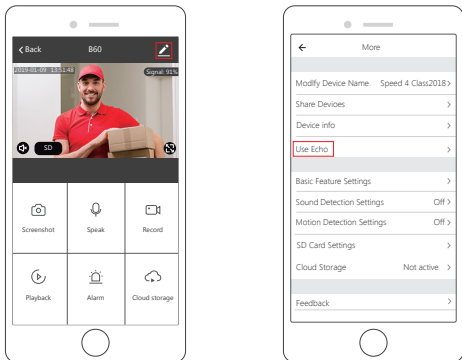 Back B60
2019-01-09 13:51:48 Signal: 91%
SD
Screenshot Speak Record
Playback Alarm Cloud storage
More
Modlfy Device Name Speed 4 Class2018
Share Devioes
Device info
Use Echo
Basic Feature Settings
Sound Detection Settings Off
Motion Detection Settings Off
SD Card Settings
Cloud Storage Not active
Feedback